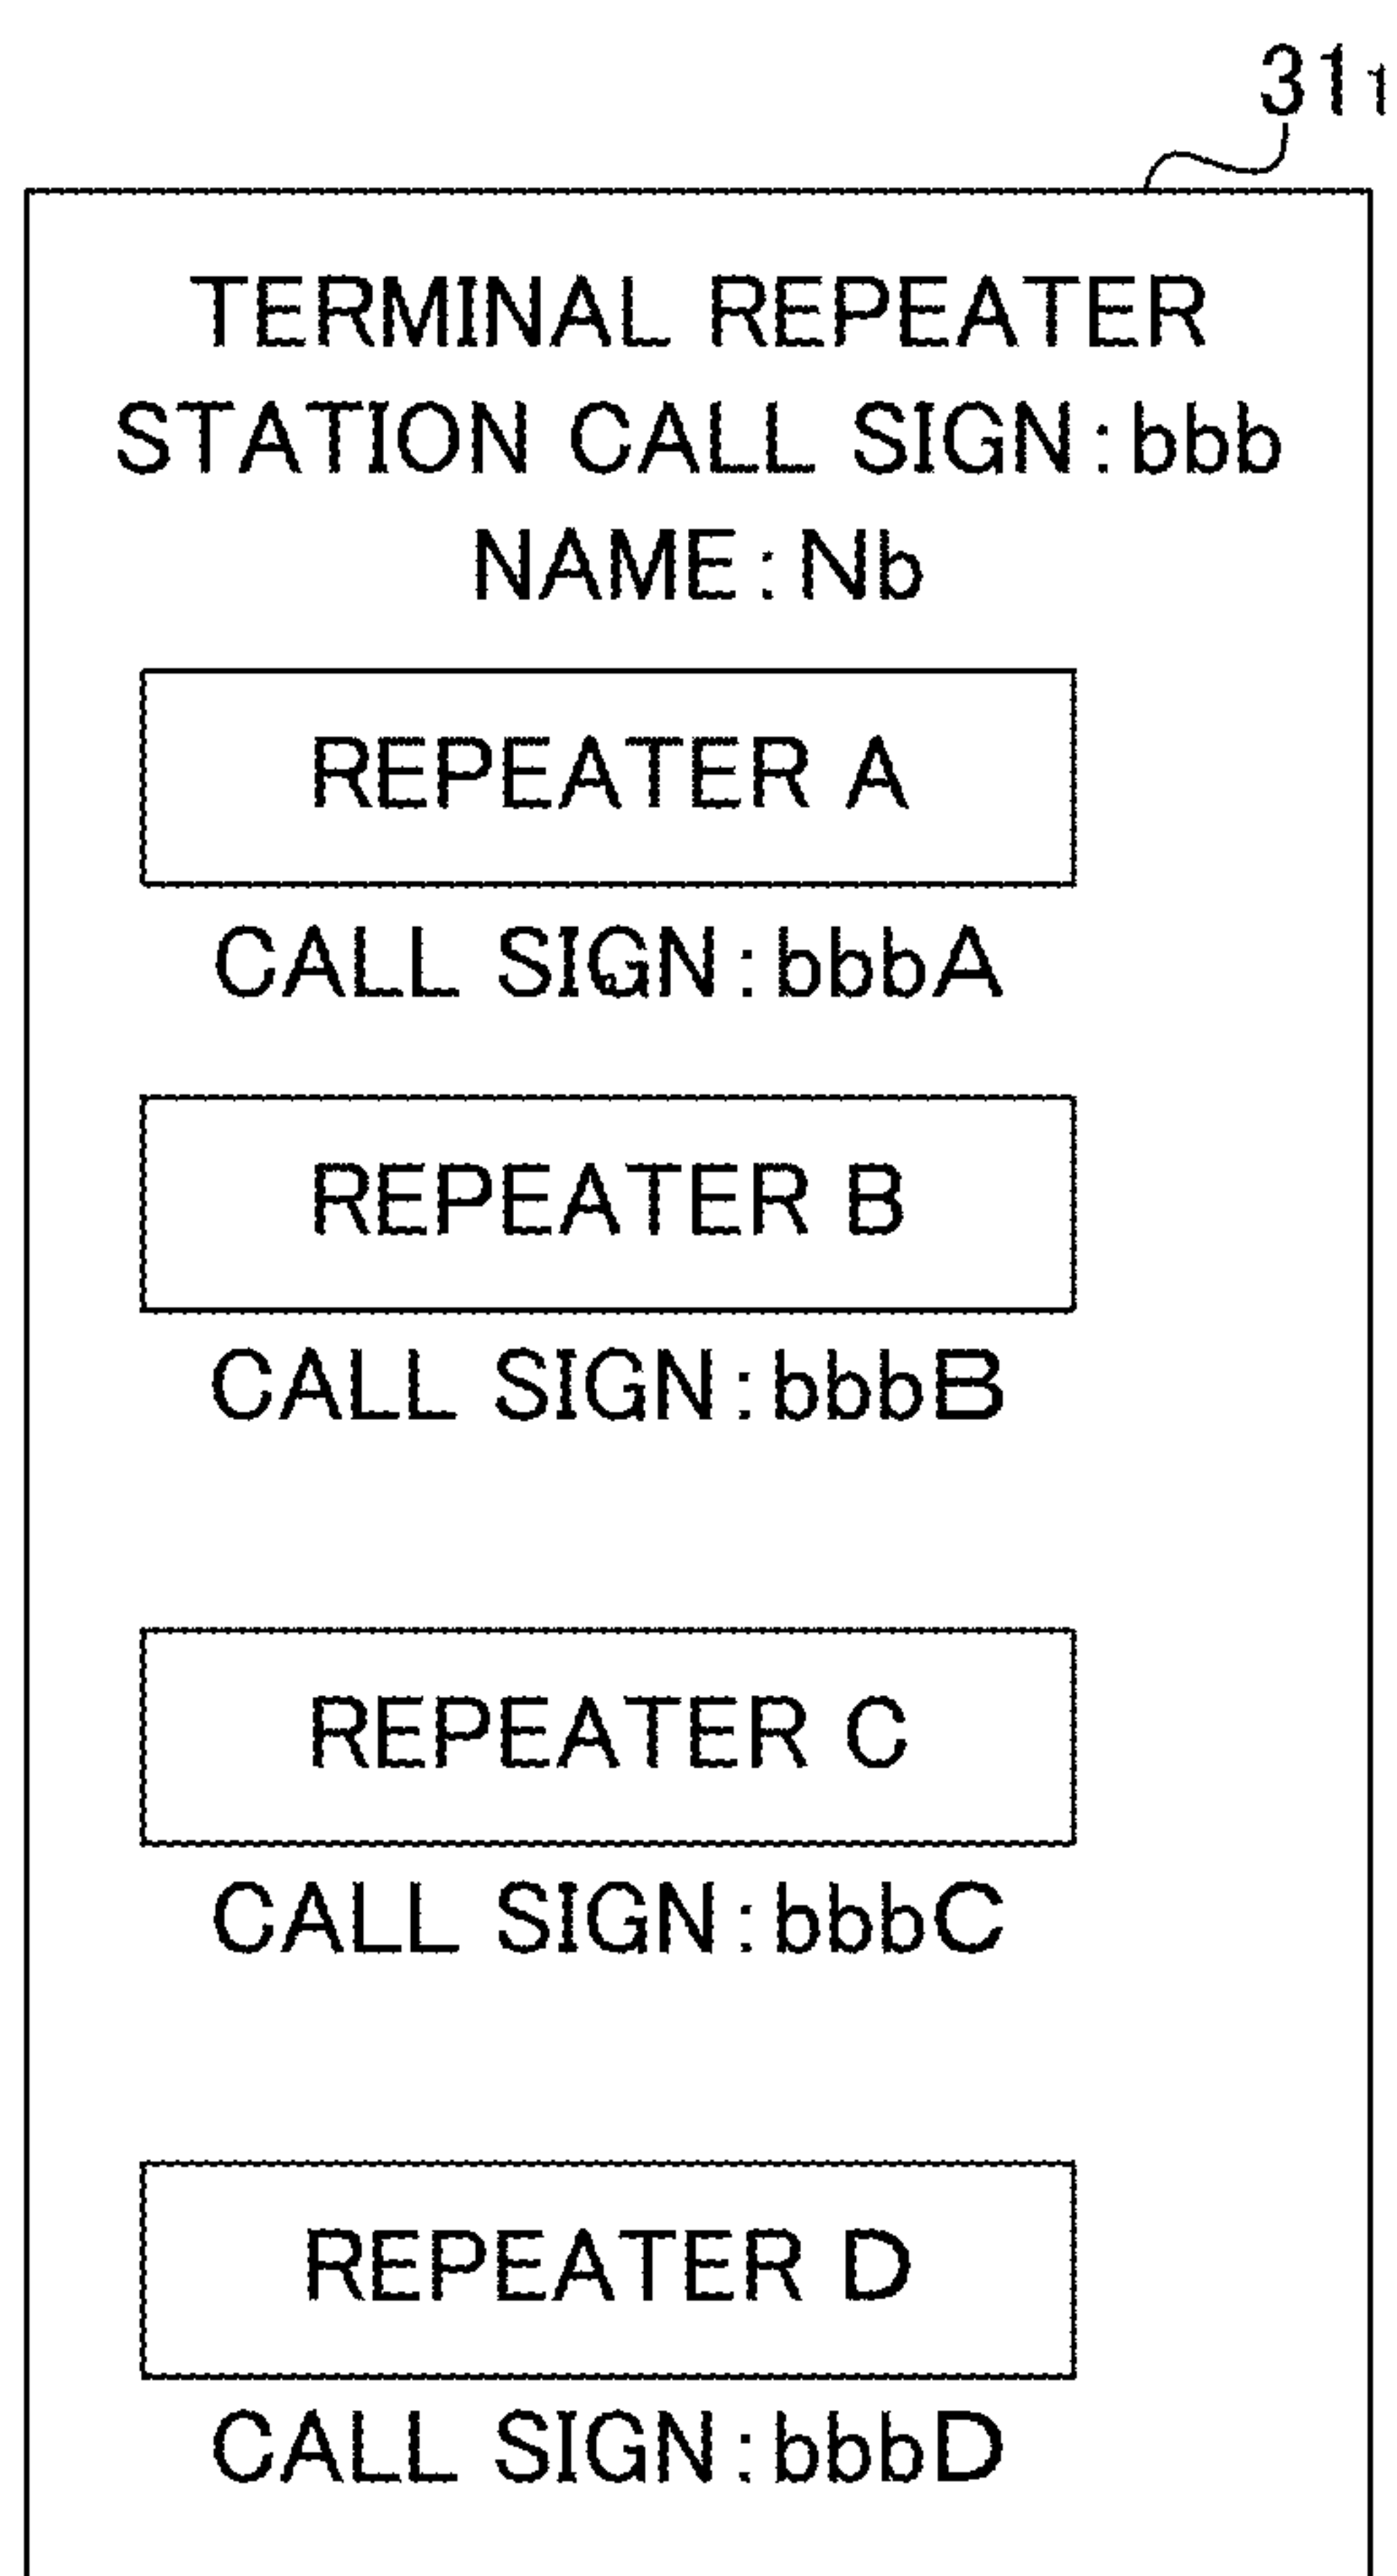 31₁
TERMINAL REPEATER
STATION CALL SIGN:bbb
NAME:Nb
REPEATER A
CALL SIGN:bbbA
REPEATER B
CALL SIGN:bbbB
REPEATER C
CALL SIGN:bbbC
REPEATER D
CALL SIGN:bbbD